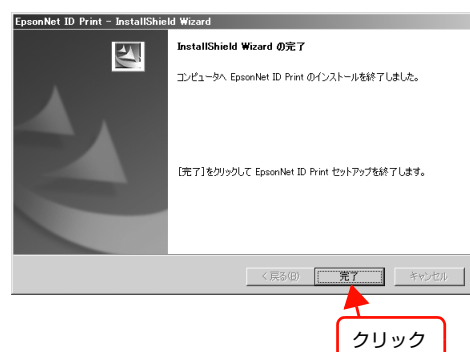 EpsonNet ID Print - InstallShield Wizard
InstallShield Wizard の完了
コンピュータへ EpsonNet ID Print のインストールを終了しました。
[完了]をクリックして EpsonNet ID Print セットアップを終了します。
< 戻る(B)
完了
キャンセル
クリック